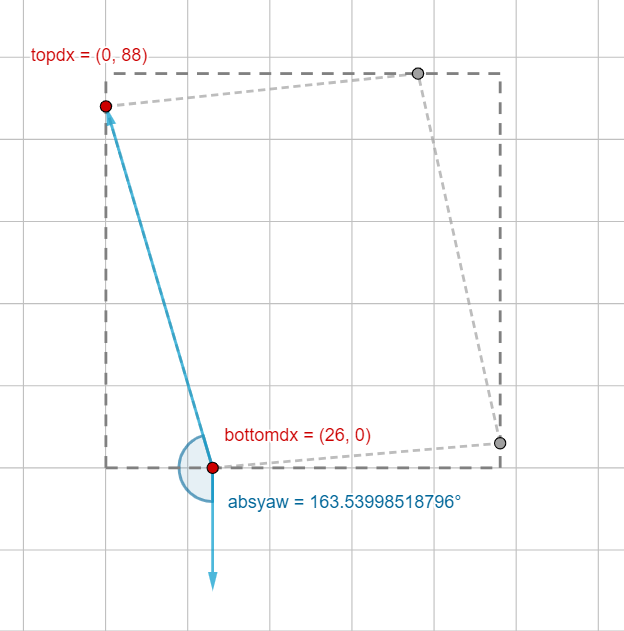 topdx = (0, 88)
bottomdx = (26, 0)
absyaw = 163.53998518796°